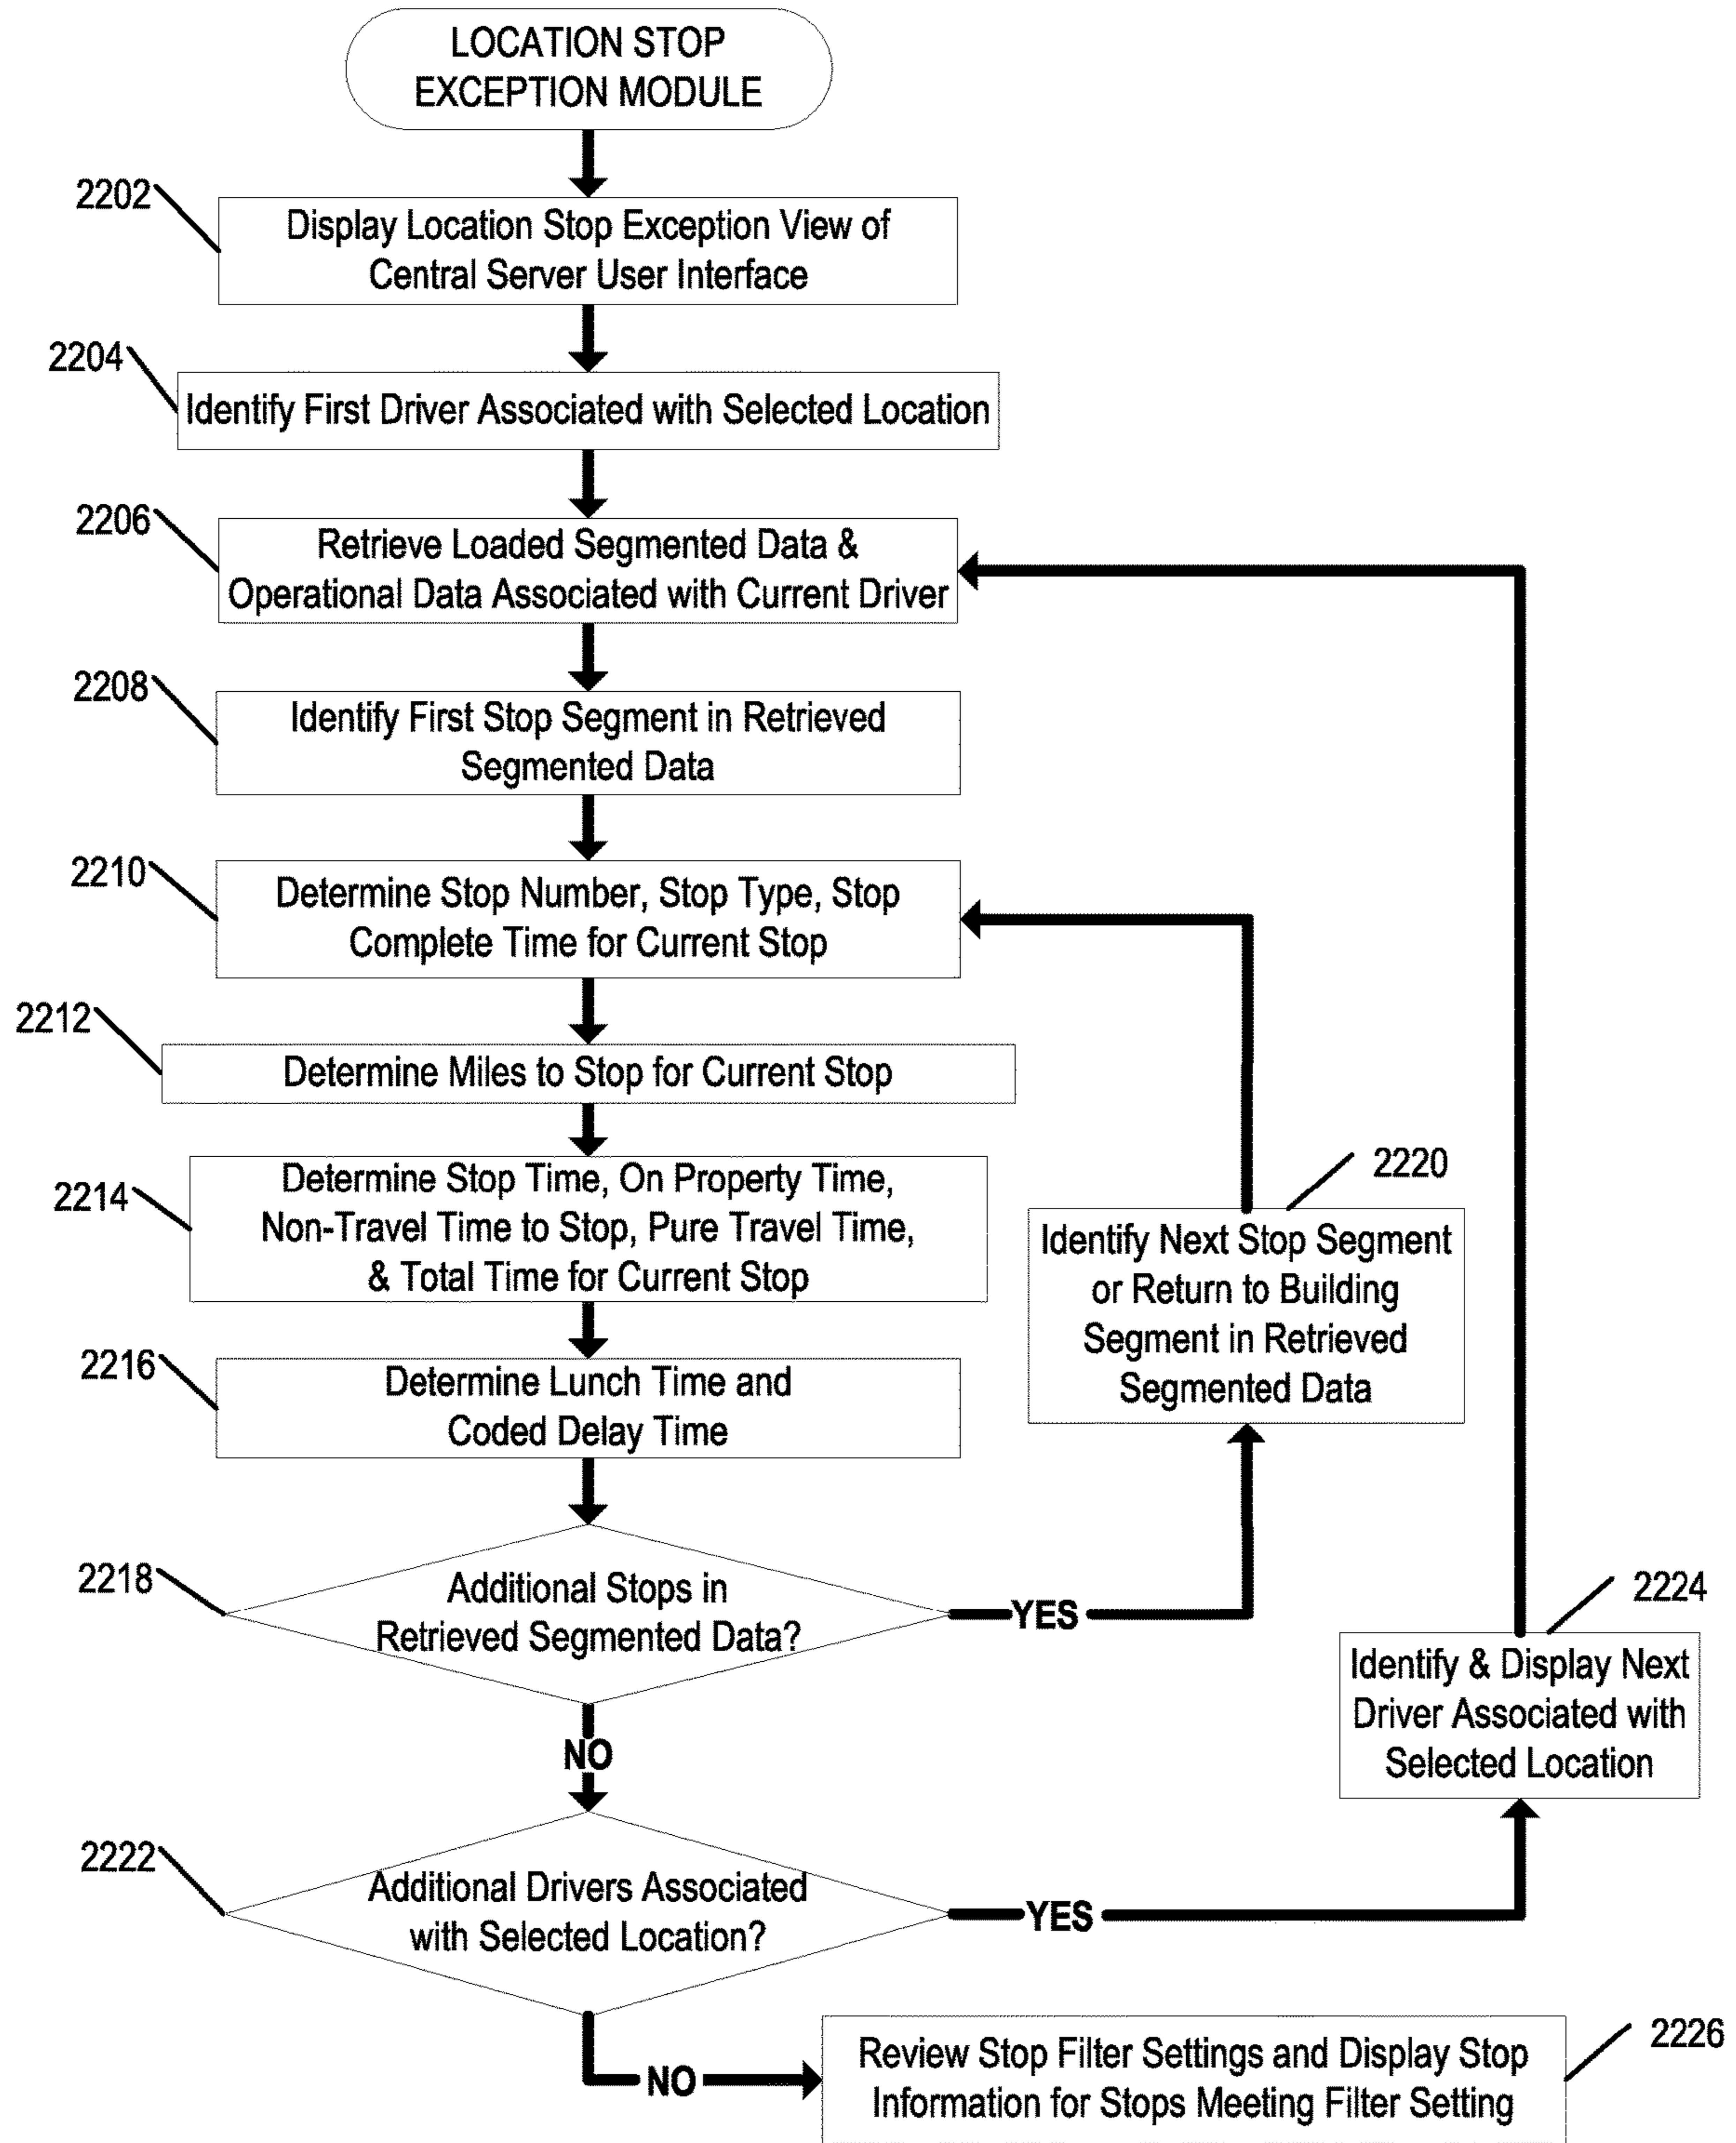 LOCATION STOP
EXCEPTION MODULE
2202
Display Location Stop Exception View of
Central Server User Interface
2204
Identify First Driver Associated with Selected Location
2206
Retrieve Loaded Segmented Data &
Operational Data Associated with Current Driver
2208
Identify First Stop Segment in Retrieved
Segmented Data
2210
Determine Stop Number, Stop Type, Stop
Complete Time for Current Stop
2212
Determine Miles to Stop for Current Stop
2214
Determine Stop Time, On Property Time,
Non-Travel Time to Stop, Pure Travel Time,
& Total Time for Current Stop
2220
Identify Next Stop Segment
or Return to Building
Segment in Retrieved
Segmented Data
2216
Determine Lunch Time and
Coded Delay Time
2218
Additional Stops in
Retrieved Segmented Data?
YES
2224
Identify & Display Next
Driver Associated with
Selected Location
NO
2222
Additional Drivers Associated
with Selected Location?
YES
NO
2226
Review Stop Filter Settings and Display Stop
Information for Stops Meeting Filter Setting